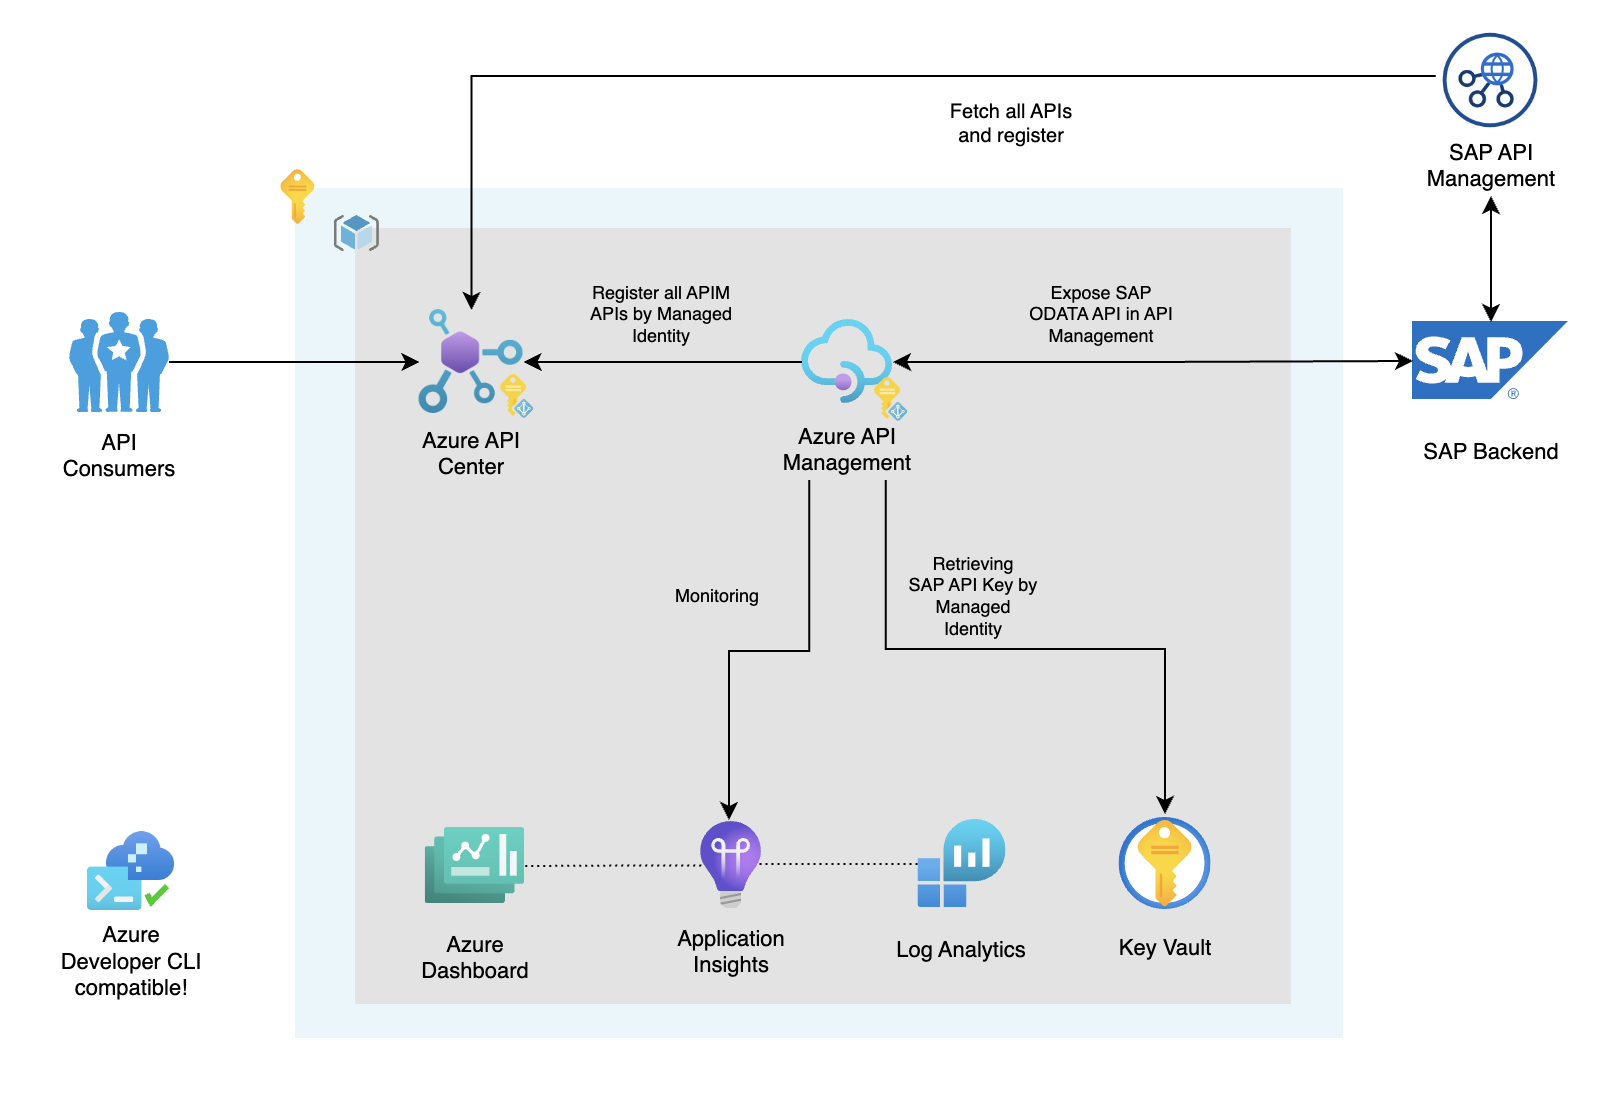 Fetch all APIs
and register
SAP API
Management
Register all APIM
APIs by Managed
Identity
Expose SAP
ODATA API in API
Management
SAP
®
API
Consumers
Azure API
Center
Azure API
Management
SAP Backend
Monitoring
Retrieving
SAP API Key by
Managed
Identity
Azure
Developer CLI
compatible!
Azure
Dashboard
Application
Insights
Log Analytics
Key Vault